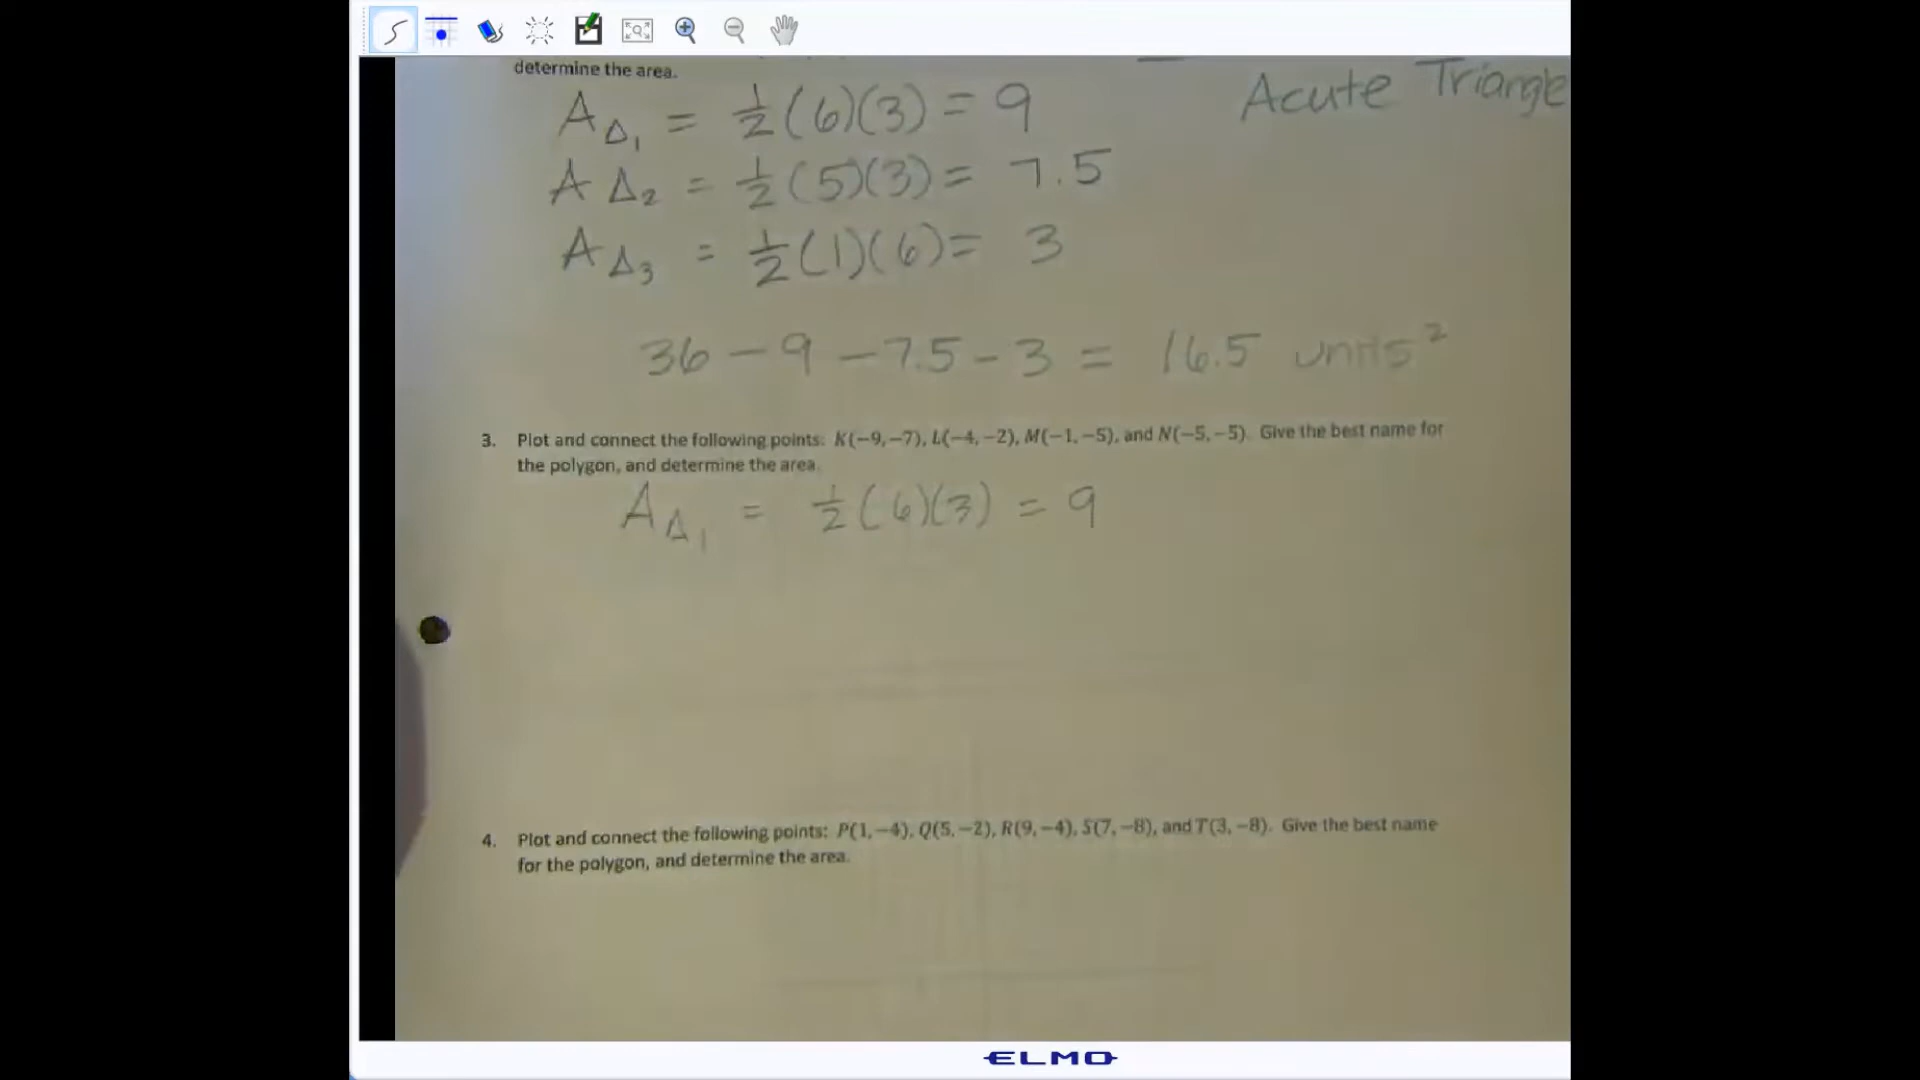 determine the area.
Acute Triangle
A△1 = 1/2(6)(3) = 9
A△2 = 1/2(5)(3) = 7.5
A△3 = 1/2(1)(6) = 3
36 - 9 - 7.5 - 3 = 16.5 units²
3. Plot and connect the following points: K(−9,−7), L(−4,−2), M(−1,−5), and N(−5,−5). Give the best name for
the polygon, and determine the area.
A△1 = 1/2(6)(3) = 9
4. Plot and connect the following points: P(1,−4), Q(5,−2), R(9,−4), S(7,−8), and T(3,−8). Give the best name
for the polygon, and determine the area.
ELMO